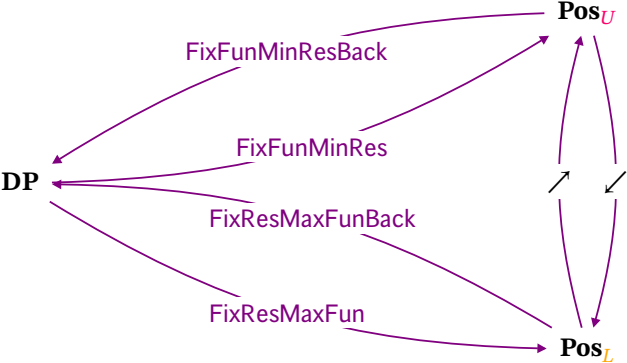 Pos_U
FixFunMinResBack
FixFunMinRes
DP
↗ ↙
FixResMaxFunBack
FixResMaxFun
Pos_L